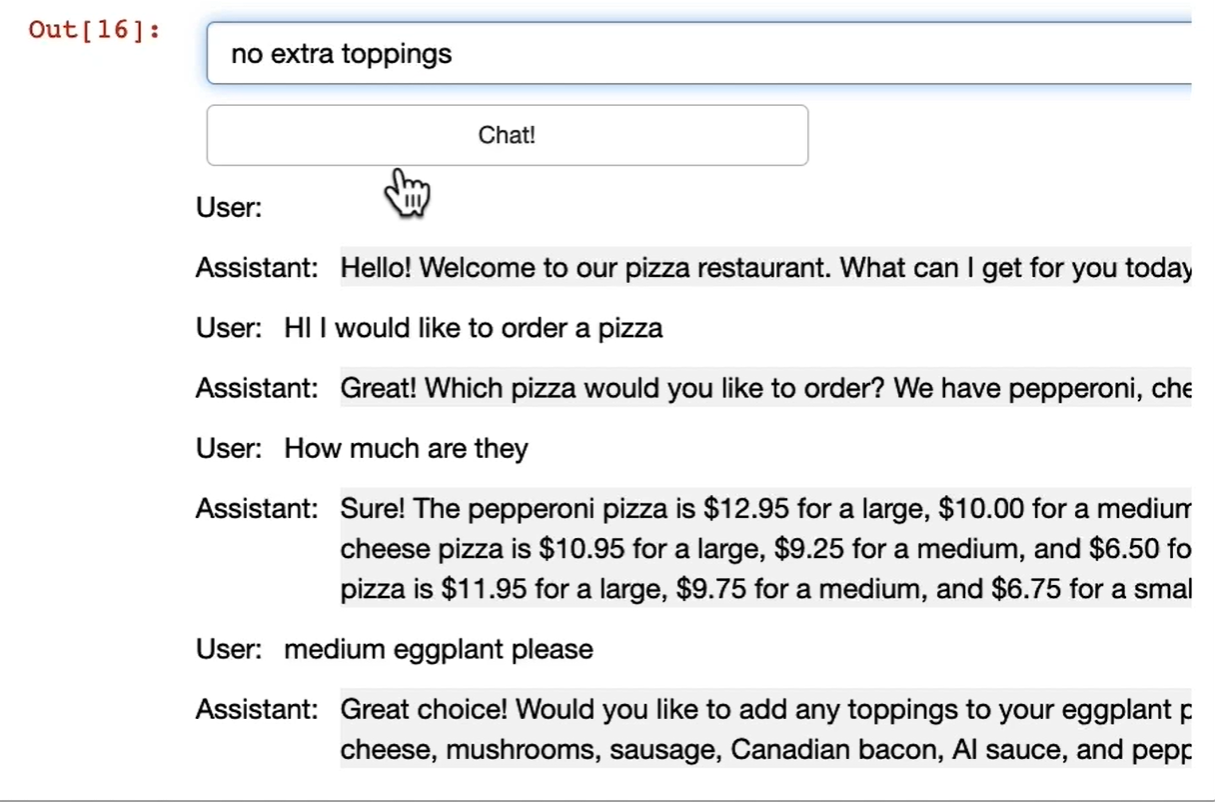 Out[16]:
no extra toppings
Chat!
User:
Assistant: Hello! Welcome to our pizza restaurant. What can I get for you today
User: HI I would like to order a pizza
Assistant: Great! Which pizza would you like to order? We have pepperoni,
User: How much are they
Assistant: Sure! The pepperoni pizza is $12.95 for a large, $10.00 for a medium
cheese pizza is $10.95 for a large, $9.25 for a medium, and $6.50
pizza is $11.95 for a large, $9.75 for a medium, and $6.75 for a
User: medium eggplant please
Assistant: Great choice! Would you like to add any toppings to your eggplant
cheese, mushrooms, sausage, Canadian bacon, AI sauce, and